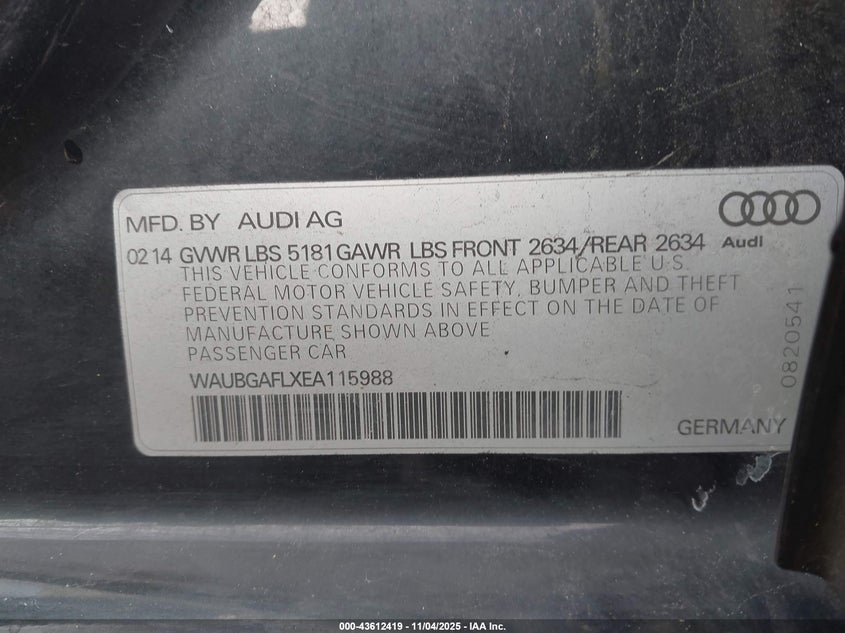 MFD. BY AUDI AG
02 14 GVWR LBS 5181 GAWR LBS FRONT 2634/REAR 2634
Audi
THIS VEHICLE CONFORMS TO ALL APPLICABLE U.S.
FEDERAL MOTOR VEHICLE SAFETY, BUMPER AND THEFT
PREVENTION STANDARDS IN EFFECT ON THE DATE OF
MANUFACTURE SHOWN ABOVE
PASSENGER CAR
WAUBGAFLXEA115988
GERMANY
0820541
000-43612419 - 11/04/2025 - IAA Inc.